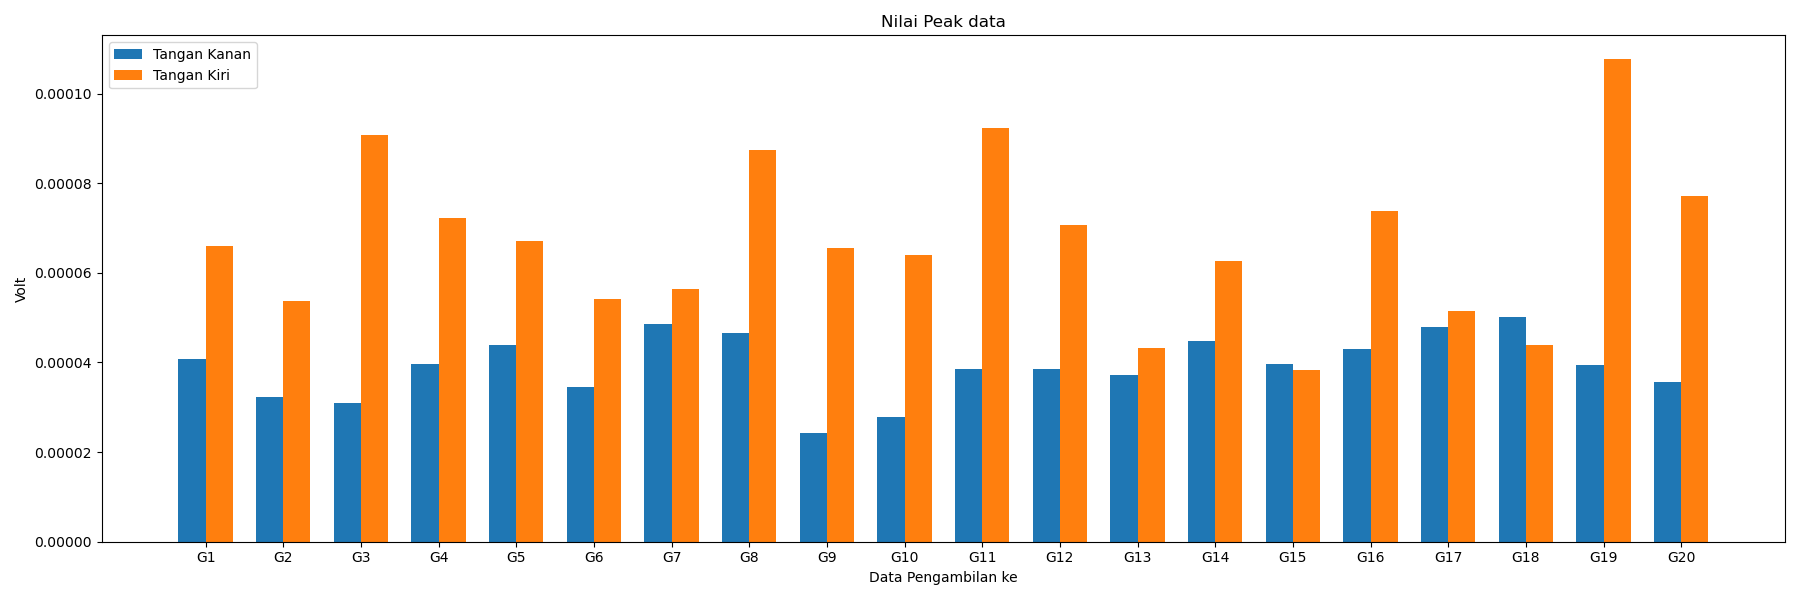 Nilai Peak data
Tangan Kanan
Tangan Kiri
0.00010
0.00008
0.00006
0.00004
0.00002
0.00000
Volt
G1 G2 G3 G4 G5 G6 G7 G8 G9 G10 G11 G12 G13 G14 G15 G16 G17 G18 G19 G20
Data Pengambilan ke